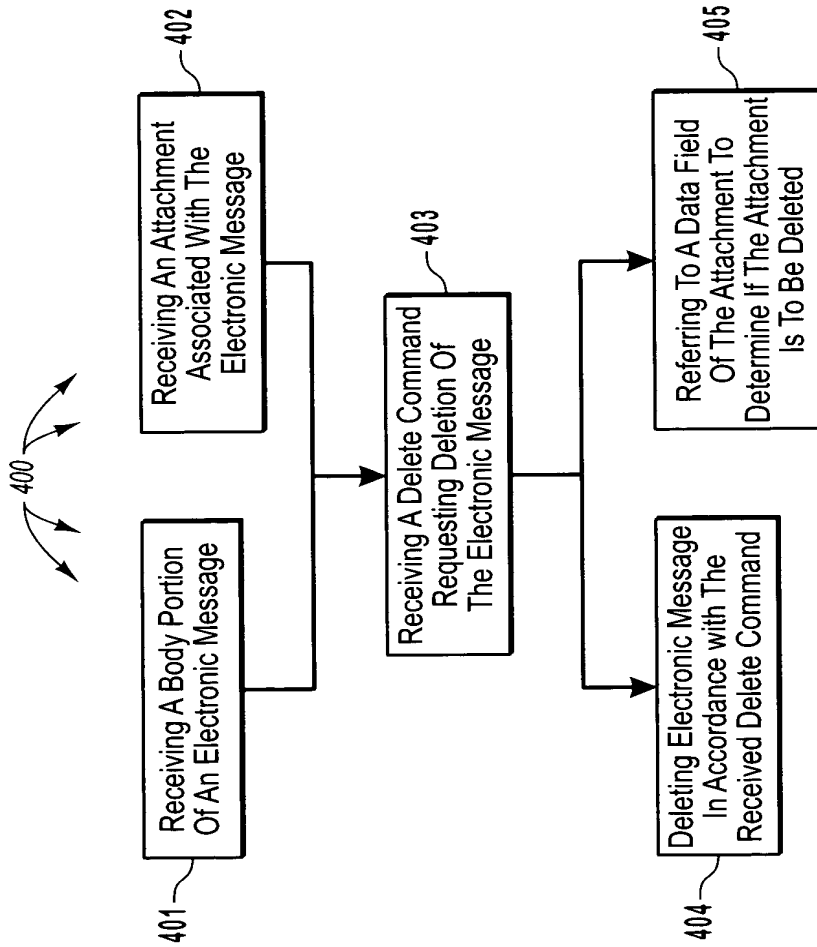 400
Receiving A Body Portion
Of An Electronic Message
401
Receiving An Attachment
Associated With The
Electronic Message
402
Receiving A Delete Command
Requesting Deletion Of
The Electronic Message
403
Deleting Electronic Message
In Accordance with The
Received Delete Command
404
Referring To A Data Field
Of The Attachment To
Determine If The Attachment
Is To Be Deleted
405